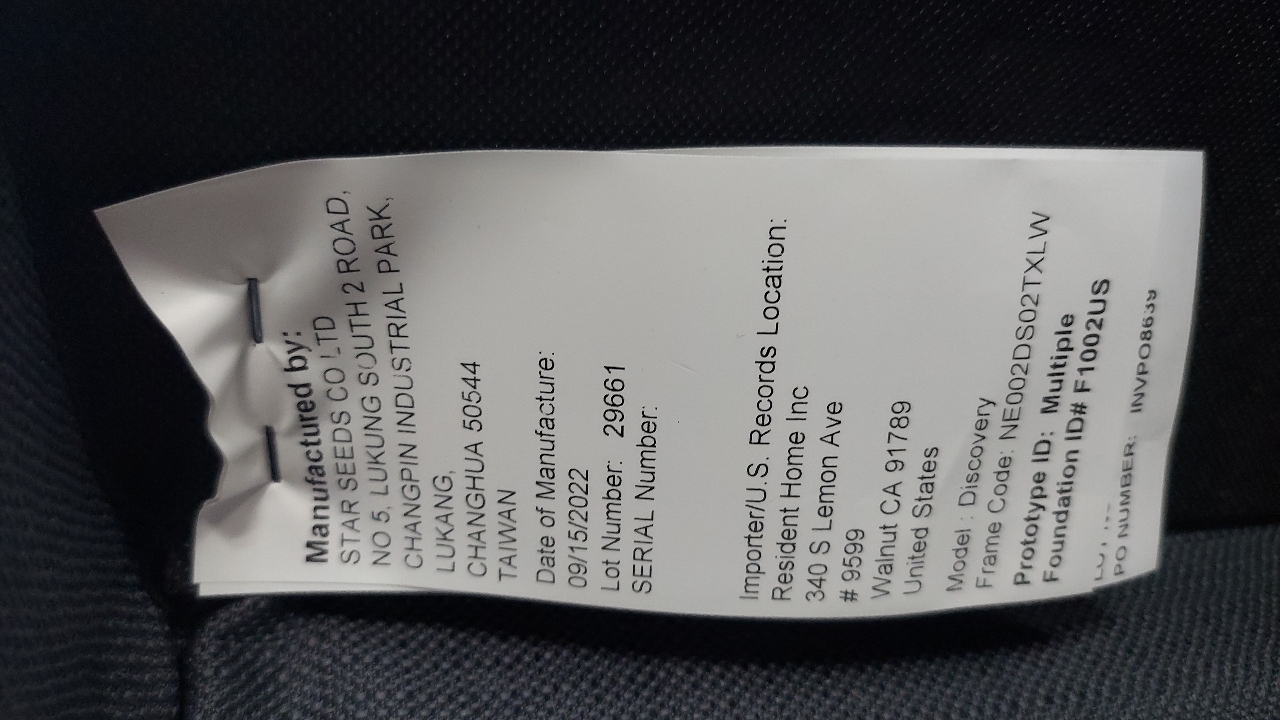 Manufactured by:
STAR SEEDS CO LTD
NO 5, LUKUNG SOUTH 2 ROAD,
CHANGPIN INDUSTRIAL PARK,
LUKANG,
CHANGHUA 50544
TAIWAN
Date of Manufacture:
09/15/2022
Lot Number: 29661
SERIAL Number:
Importer/U.S. Records Location:
Resident Home Inc
340 S Lemon Ave
# 9599
Walnut CA 91789
United States
Model : Discovery
Frame Code: NE002DS02TXLW
Prototype ID: Multiple
Foundation ID# F1002US
PO NUMBER: INVPO8639